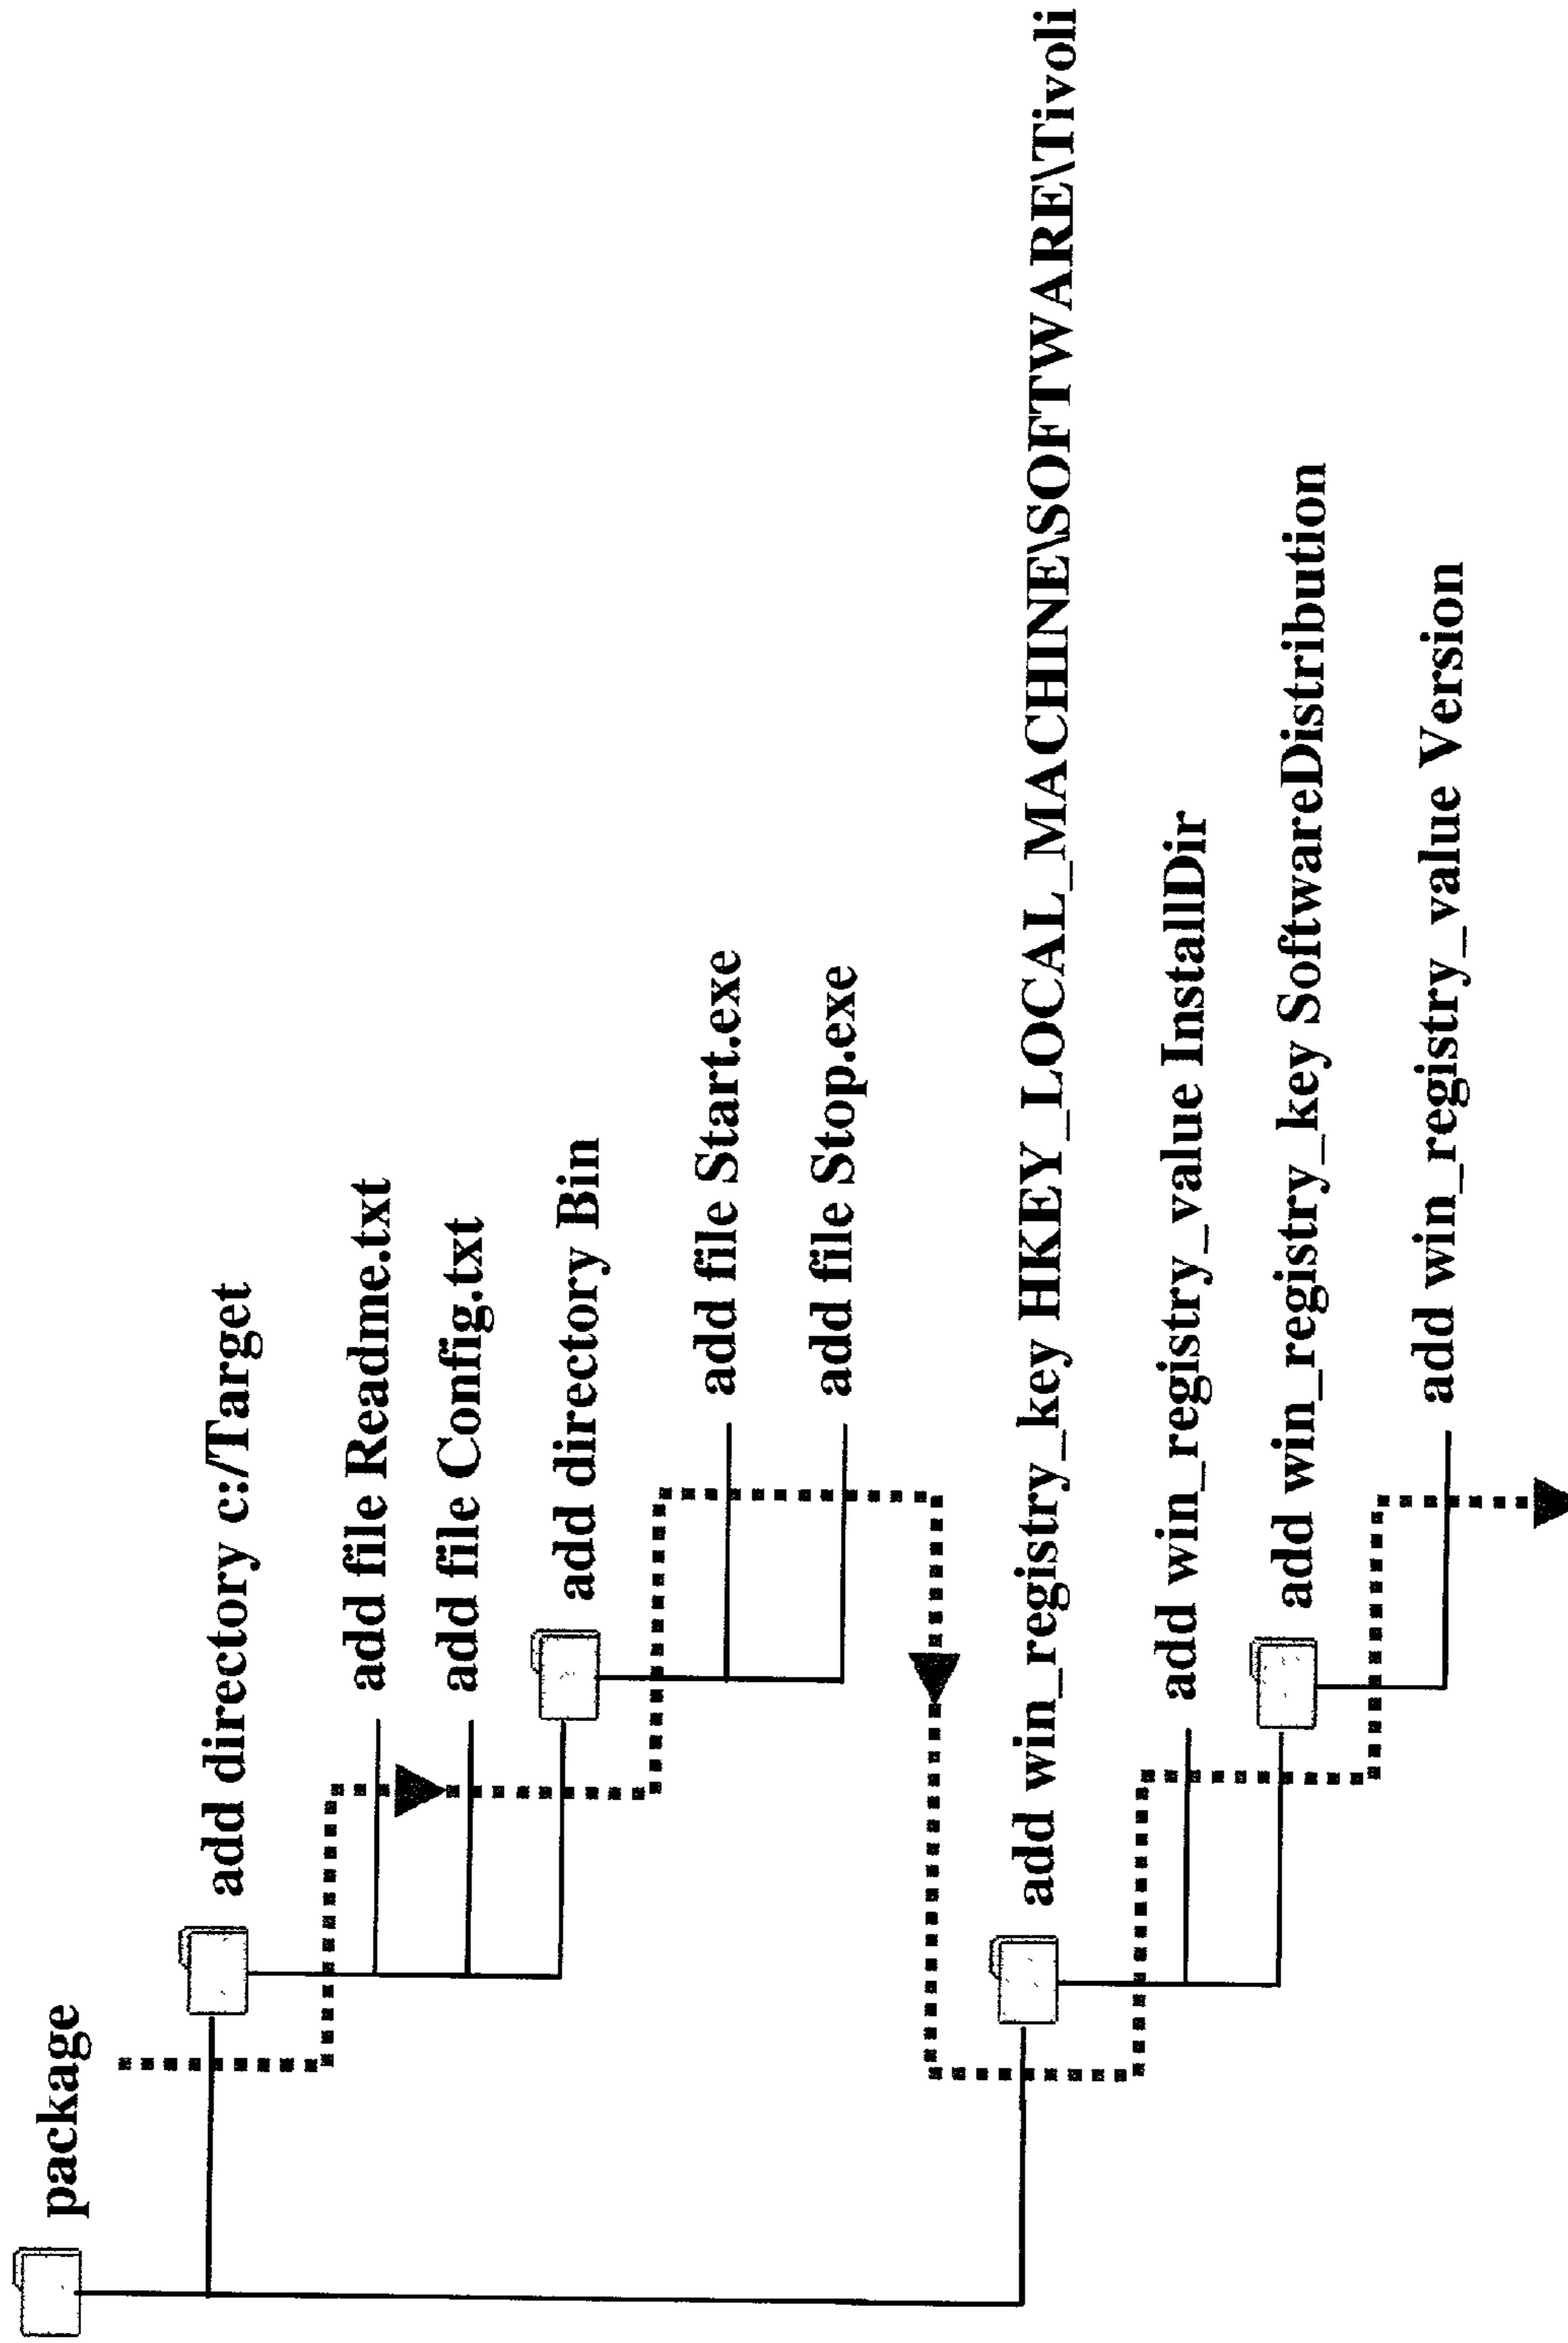 package
add directory c:/Target
add file Readme.txt
add file Config.txt
add directory Bin
add file Start.exe
add file Stop.exe
add win_registry_key HKEY_LOCAL_MACHINE\SOFTWARE\Tivoli
add win_registry_value InstallDir
add win_registry_key SoftwareDistribution
add win_registry_value Version